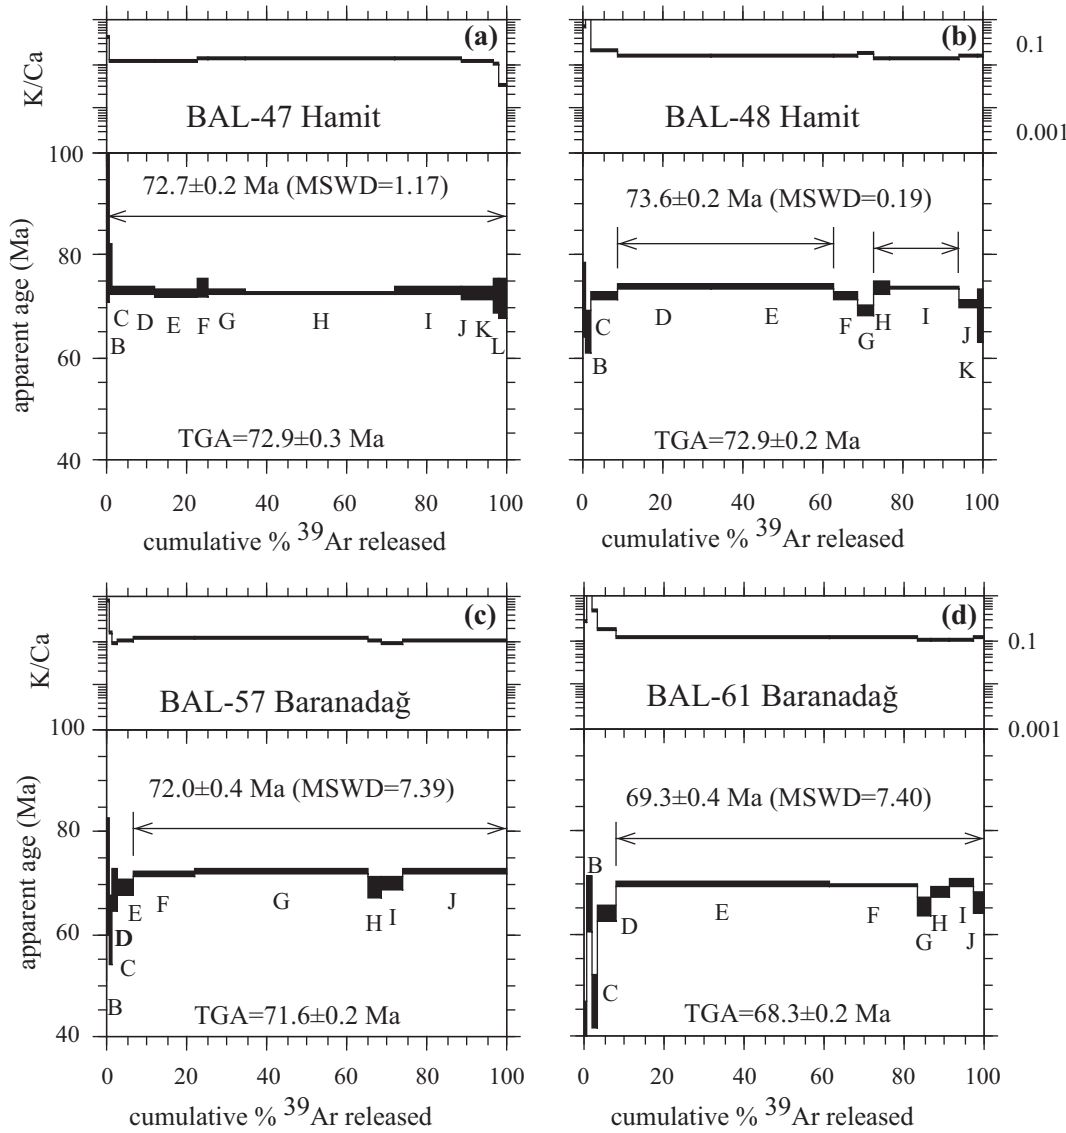 (a)
K/Ca
BAL-47 Hamit
100
72.7±0.2 Ma (MSWD=1.17)
80
apparent age (Ma)
C D E F G H I J K L
B
60
TGA=72.9±0.3 Ma
40
0 20 40 60 80 100
cumulative % ³⁹Ar released
(b)
0.1
BAL-48 Hamit
0.001
73.6±0.2 Ma (MSWD=0.19)
C D E F G H I J
B K
TGA=72.9±0.2 Ma
0 20 40 60 80 100
cumulative % ³⁹Ar released
(c)
K/Ca
BAL-57 Baranadağ
100
72.0±0.4 Ma (MSWD=7.39)
80
apparent age (Ma)
E F G H I J
60
D
C
B
TGA=71.6±0.2 Ma
40
0 20 40 60 80 100
cumulative % ³⁹Ar released
(d)
0.1
BAL-61 Baranadağ
0.001
69.3±0.4 Ma (MSWD=7.40)
B
D E F G H I J
C
TGA=68.3±0.2 Ma
0 20 40 60 80 100
cumulative % ³⁹Ar released